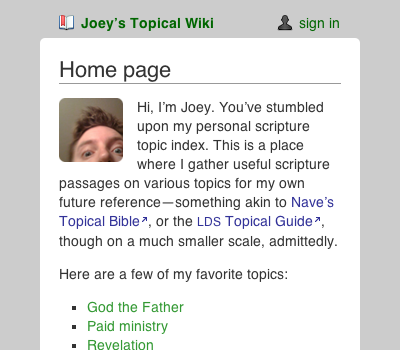 Joey’s Topical Wiki
sign in
Home page
Hi, I’m Joey. You’ve stumbled
upon my personal scripture
topic index. This is a place
where I gather useful scripture
passages on various topics for my own
future reference—something akin to Nave’s
Topical Bible, or the LDS Topical Guide,
though on a much smaller scale, admittedly.
Here are a few of my favorite topics:
God the Father
Paid ministry
Revelation